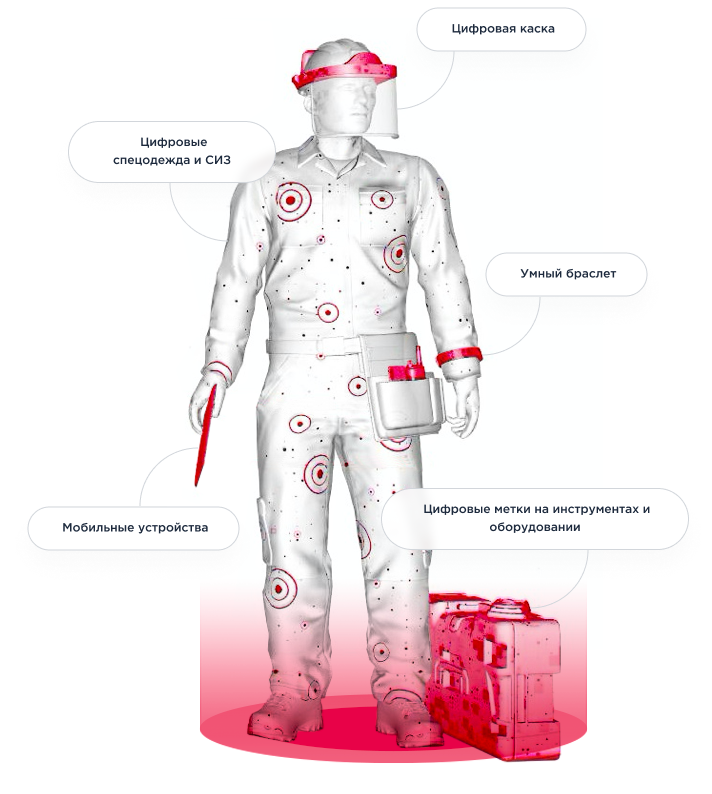 Цифровая каска
Цифровые
спецодежда и СИЗ
Умный браслет
Мобильные устройства
Цифровые метки на инструментах и
оборудовании